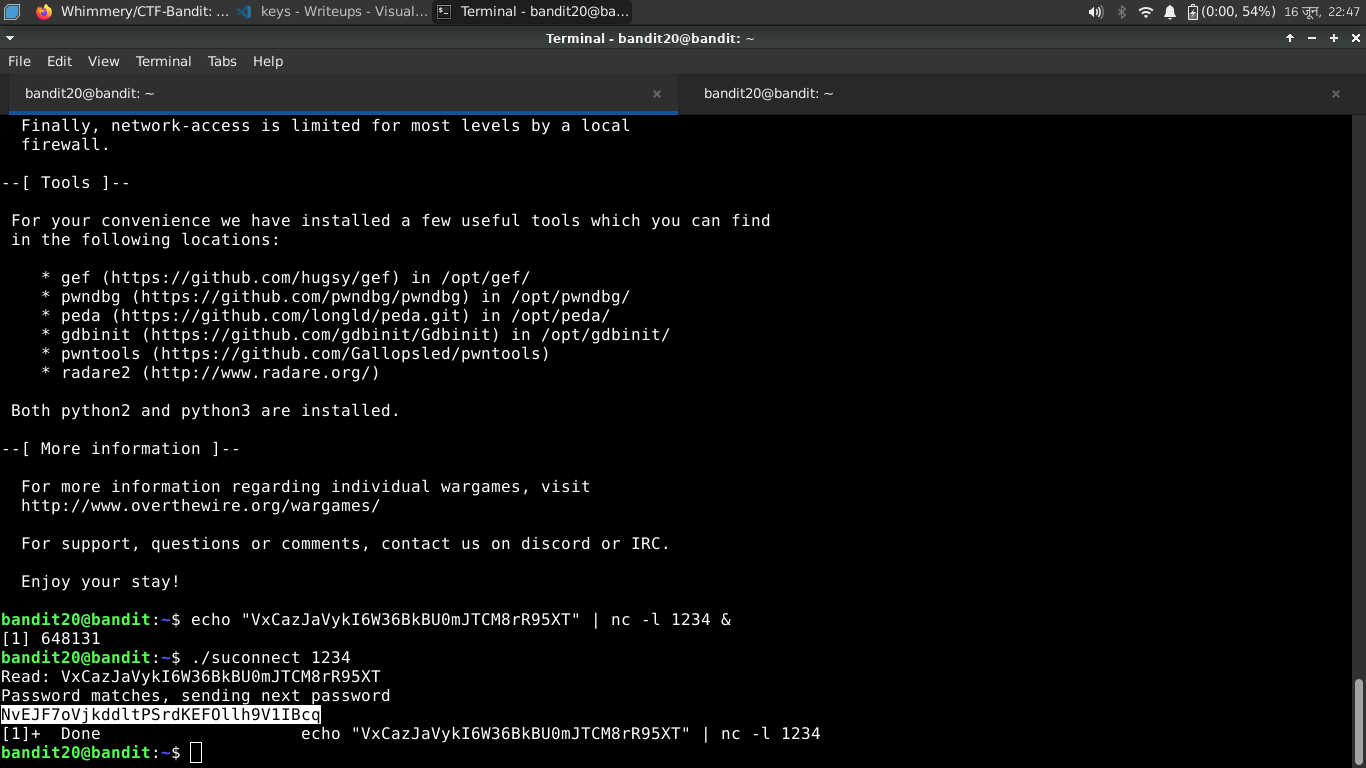 Whimmery/CTF-Bandit: ... keys - Writeups - Visual... Terminal - bandit20@ba... (0:00, 54%) 16 जून, 22:47
Terminal - bandit20@bandit: ~
File Edit View Terminal Tabs Help
bandit20@bandit: ~ bandit20@bandit: ~
Finally, network-access is limited for most levels by a local
firewall.
--[ Tools ]--
For your convenience we have installed a few useful tools which you can find
in the following locations:
* gef (https://github.com/hugsy/gef) in /opt/gef/
* pwndbg (https://github.com/pwndbg/pwndbg) in /opt/pwndbg/
* peda (https://github.com/longld/peda.git) in /opt/peda/
* gdbinit (https://github.com/gdbinit/Gdbinit) in /opt/gdbinit/
* pwntools (https://github.com/Gallopsled/pwntools)
* radare2 (http://www.radare.org/)
Both python2 and python3 are installed.
--[ More information ]--
For more information regarding individual wargames, visit
http://www.overthewire.org/wargames/
For support, questions or comments, contact us on discord or IRC.
Enjoy your stay!
bandit20@bandit:~$ echo "VxCazJaVykI6W36BkBU0mJTCM8rR95XT" | nc -l 1234 &
[1] 648131
bandit20@bandit:~$ ./suconnect 1234
Read: VxCazJaVykI6W36BkBU0mJTCM8rR95XT
Password matches, sending next password
NvEJF7oVjkddltPSrdKEFOllh9V1IBcq
[1]+  Done                    echo "VxCazJaVykI6W36BkBU0mJTCM8rR95XT" | nc -l 1234
bandit20@bandit:~$